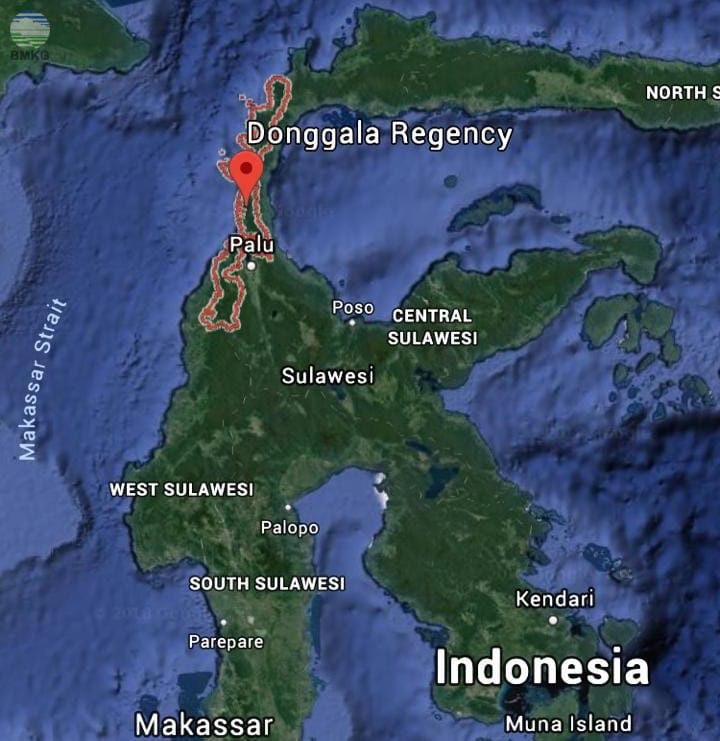 BMKG
NORTH S
Donggala Regency
Palu
Poso
CENTRAL
SULAWESI
Makassar Strait
Sulawesi
WEST SULAWESI
Palopo
SOUTH SULAWESI
Kendari
Parepare
Indonesia
Makassar
Muna Island